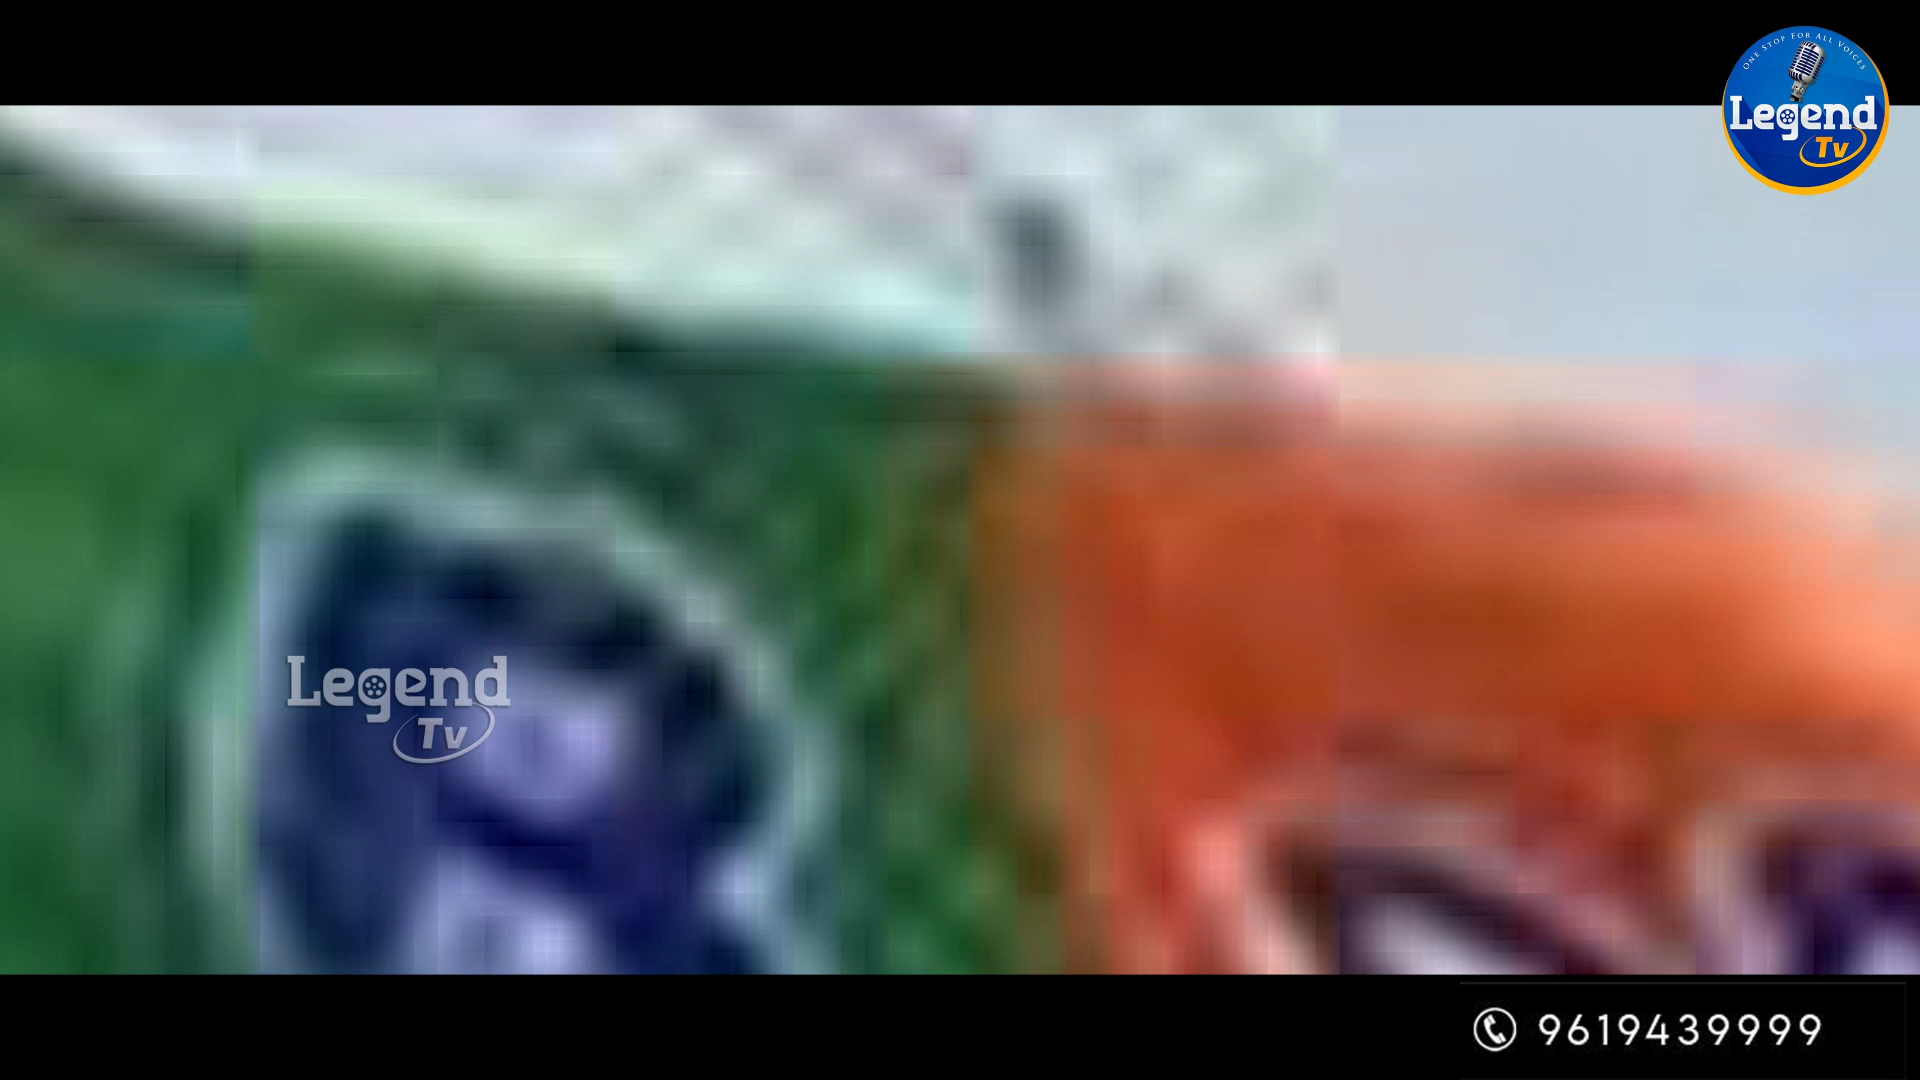 ONE STOP FOR ALL VOICES
Legend
Tv
Legend
Tv
9619439999